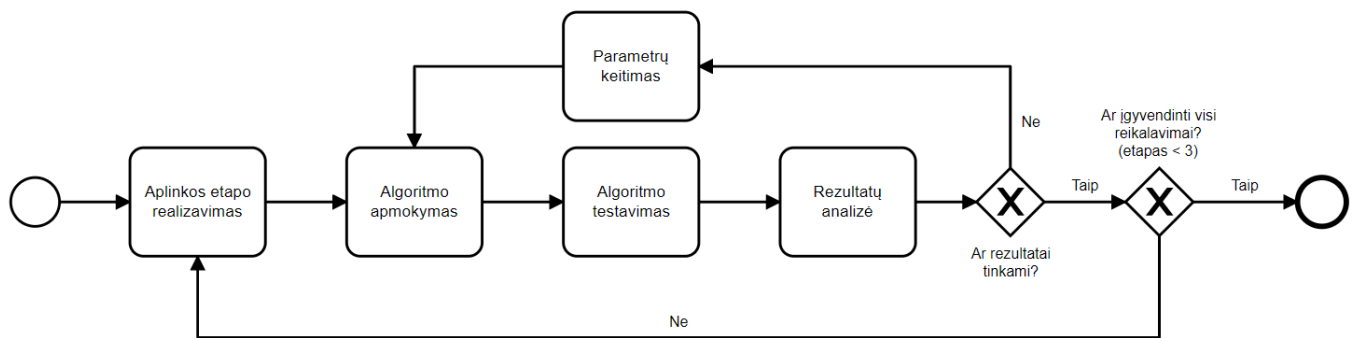 Parametrų
keitimas
Ne
Ar įgyvendinti visi
reikalavimai?
(etapas < 3)
Aplinkos etapo
realizavimas
Algoritmo
apmokymas
Algoritmo
testavimas
Rezultatų
analizė
X
Taip
X
Taip
Ar rezultatai
tinkami?
Ne